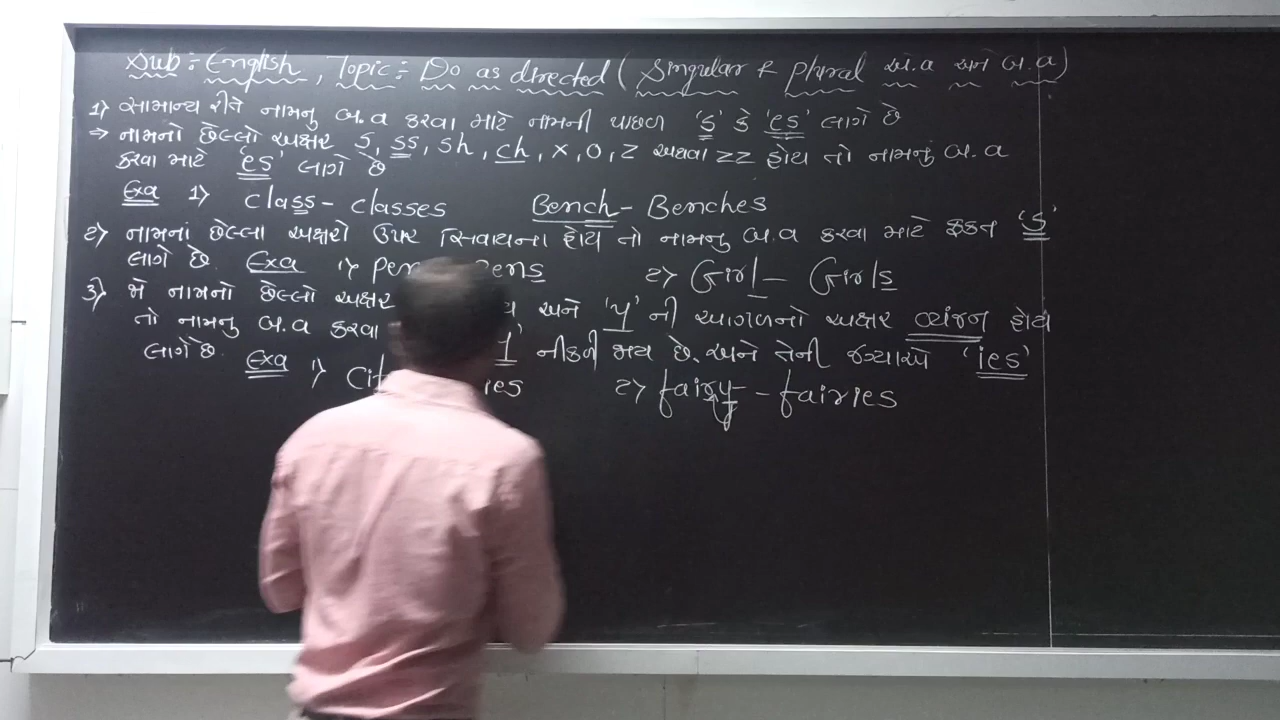 Sub:- English, Topic:- Do as directed ( Singular & Plural એ.વ અને બ.વ)
1) સામાન્ય રીતે નામનુ બ.વ કરવા માટે નામની પાછળ 's' કે 'es' લાગે છે
→ નામનો છેલ્લો અક્ષર s, ss, sh, ch, x, o, z અથવા zz હોય તો નામનુ બ.વ
કરવા માટે 'es' લાગે છે
Exa 1) class - classes Bench - Benches
2) નામનાં છેલ્લા અક્ષરો ઉપર સિવાયના હોય તો નામનુ બ.વ કરવા માટે ફક્ત 's'
લાગે છે. Exa 1) Pen Pens 2) Girl - Girls
3) જો નામનો છેલ્લો અક્ષર અને 'y' ની આગળનો અક્ષર વ્યંજન હોય
તો નામનુ બ.વ કરવા નીકળી જાય છે. અને તેની જગ્યાએ 'ies'
લાગે છે. Exa 1) ies 2) fairy - fairies